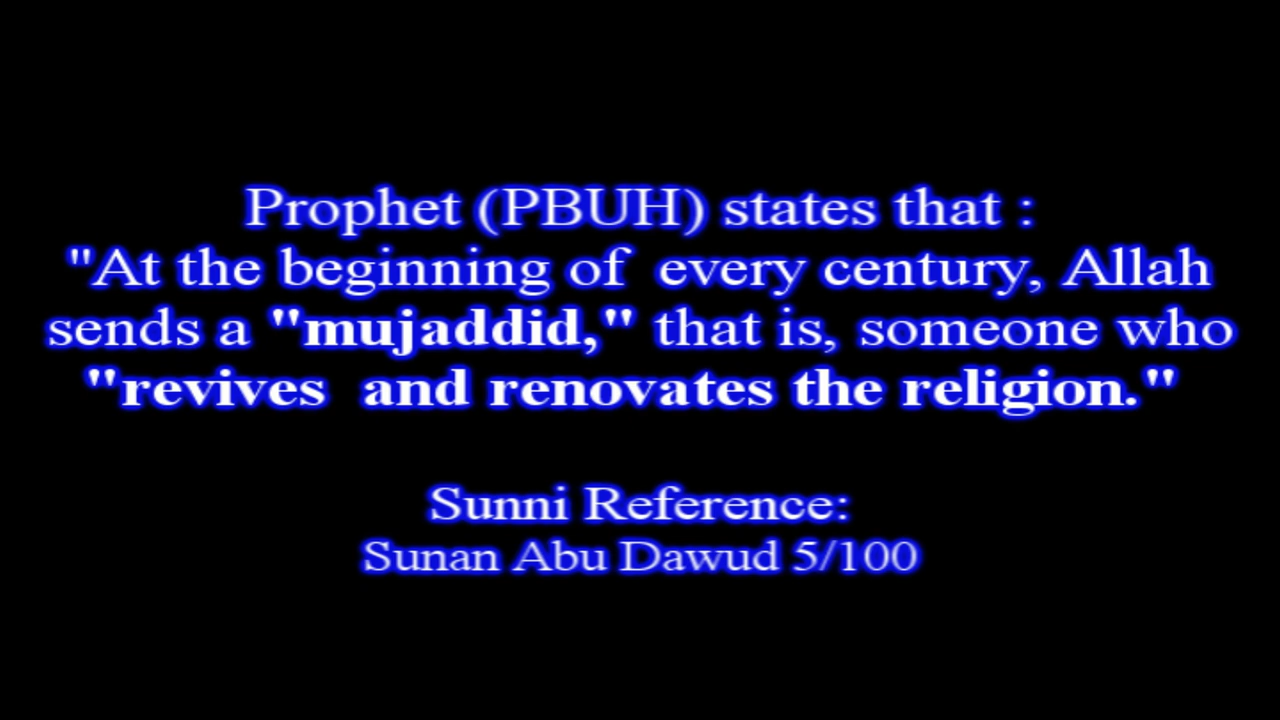 Prophet (PBUH) states that :
"At the beginning of every century, Allah
sends a "mujaddid," that is, someone who
"revives and renovates the religion."
Sunni Reference:
Sunan Abu Dawud 5/100